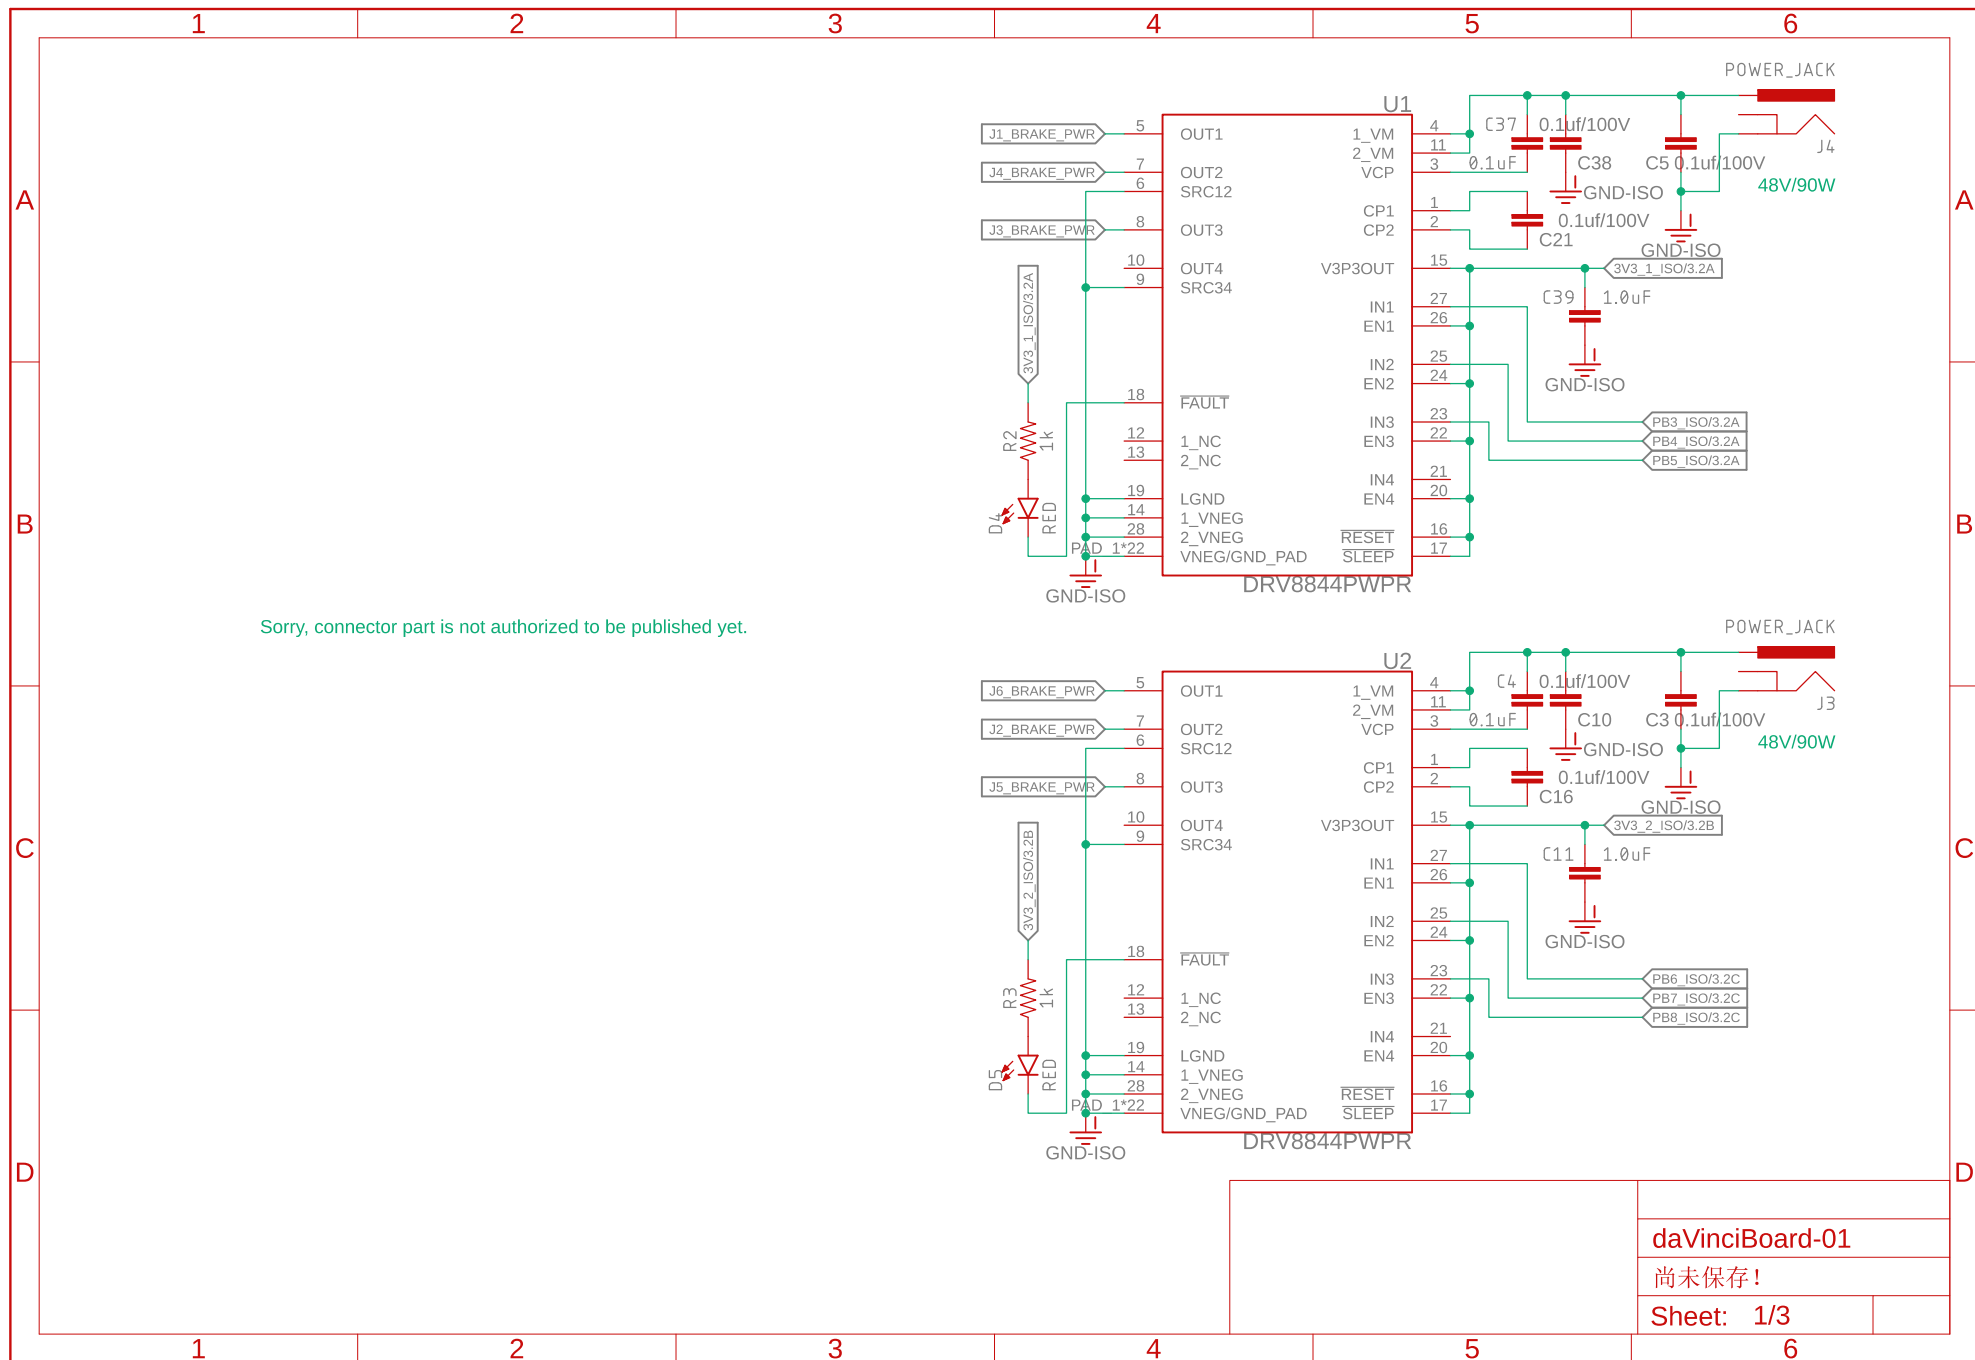 1 2 3 4 5 6
A
A
B
B
C
C
D
D
POWER_JACK
J4
48V/90W
U1
J1_BRAKE_PWR
J4_BRAKE_PWR
J3_BRAKE_PWR
5 OUT1
7 OUT2
6 SRC12
8 OUT3
10 OUT4
9 SRC34
18 FAULT
12 1_NC
13 2_NC
19 LGND
14 1_VNEG
28 2_VNEG
PAD_1*22 VNEG/GND_PAD
1_VM 4
2_VM 11
VCP 3
CP1 1
CP2 2
V3P3OUT 15
IN1 27
EN1 26
IN2 25
EN2 24
IN3 23
EN3 22
IN4 21
EN4 20
RESET 16
SLEEP 17
DRV8844PWPR
C37 0.1uf/100V
0.1uF C38
C5 0.1uf/100V
GND-ISO
0.1uf/100V
C21
GND-ISO
3V3_1_ISO/3.2A
C39 1.0uF
GND-ISO
PB3_ISO/3.2A
PB4_ISO/3.2A
PB5_ISO/3.2A
3V3_1_ISO/3.2A
R2
1k
D4
RED
GND-ISO
Sorry, connector part is not authorized to be published yet.
POWER_JACK
J3
48V/90W
U2
J6_BRAKE_PWR
J2_BRAKE_PWR
J5_BRAKE_PWR
5 OUT1
7 OUT2
6 SRC12
8 OUT3
10 OUT4
9 SRC34
18 FAULT
12 1_NC
13 2_NC
19 LGND
14 1_VNEG
28 2_VNEG
PAD_1*22 VNEG/GND_PAD
1_VM 4
2_VM 11
VCP 3
CP1 1
CP2 2
V3P3OUT 15
IN1 27
EN1 26
IN2 25
EN2 24
IN3 23
EN3 22
IN4 21
EN4 20
RESET 16
SLEEP 17
DRV8844PWPR
C4 0.1uf/100V
0.1uF C10
C3 0.1uf/100V
GND-ISO
0.1uf/100V
C16
GND-ISO
3V3_2_ISO/3.2B
C11 1.0uF
GND-ISO
PB6_ISO/3.2C
PB7_ISO/3.2C
PB8_ISO/3.2C
3V3_2_ISO/3.2B
R3
1k
D5
RED
GND-ISO
daVinciBoard-01
尚未保存!
Sheet: 1/3
1 2 3 4 5 6